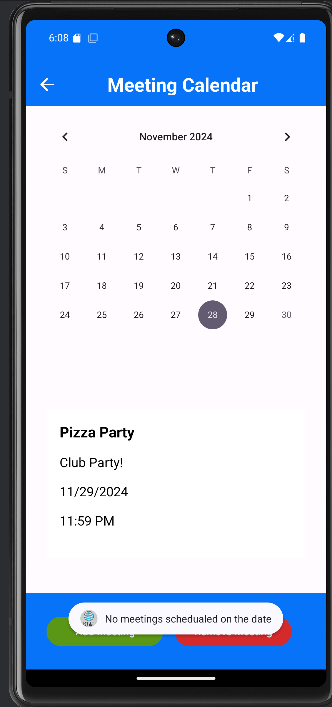 6:08
Meeting Calendar
November 2024
S M T W T F S
1 2
3 4 5 6 7 8 9
10 11 12 13 14 15 16
17 18 19 20 21 22 23
24 25 26 27 28 29 30
Pizza Party
Club Party!
11/29/2024
11:59 PM
No meetings schedualed on the date